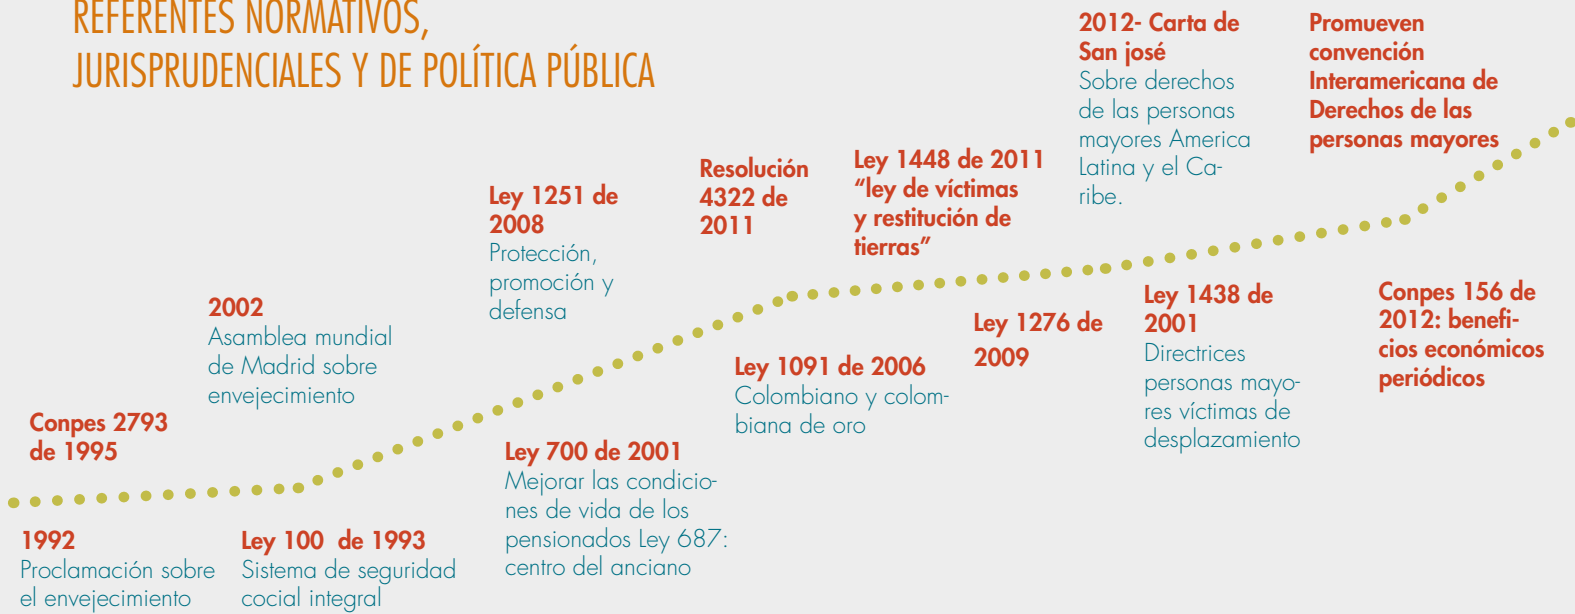 REFERENTES NORMATIVOS,
JURISPRUDENCIALES Y DE POLÍTICA PÚBLICA
2012- Carta de
San josé
Sobre derechos
de las personas
mayores America
Latina y el Ca-
ribe.
Promueven
convención
Interamericana de
Derechos de las
personas mayores
Ley 1448 de 2011
“ley de víctimas
y restitución de
tierras”
Resolución
4322 de
2011
Ley 1251 de
2008
Protección,
promoción y
defensa
2002
Asamblea mundial
de Madrid sobre
envejecimiento
Conpes 2793
de 1995
1992
Proclamación sobre
el envejecimiento
Ley 100 de 1993
Sistema de seguridad
cocial integral
Ley 700 de 2001
Mejorar las condicio-
nes de vida de los
pensionados Ley 687:
centro del anciano
Ley 1091 de 2006
Colombiano y colom-
biana de oro
Ley 1276 de
2009
Ley 1438 de
2001
Directrices
personas mayo-
res víctimas de
desplazamiento
Conpes 156 de
2012: benefi-
cios económicos
periódicos